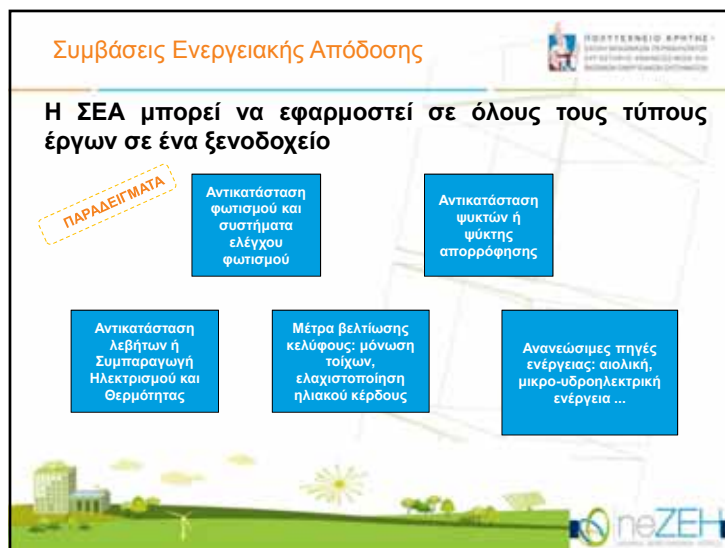 Συμβάσεις Ενεργειακής Απόδοσης
ΠΟΛΥΤΕΧΝΕΙΟ ΚΡΗΤΗΣ
Η ΣΕΑ μπορεί να εφαρμοστεί σε όλους τους τύπους
έργων σε ένα ξενοδοχείο
ΠΑΡΑΔΕΙΓΜΑΤΑ
Αντικατάσταση
φωτισμού και
συστήματα
ελέγχου
φωτισμού
Αντικατάσταση
ψυκτών ή
ψύκτης
απορρόφησης
Αντικατάσταση
λεβήτων ή
Συμπαραγωγή
Ηλεκτρισμού και
Θερμότητας
Μέτρα βελτίωσης
κελύφους: μόνωση
τοίχων,
ελαχιστοποίηση
ηλιακού κέρδους
Ανανεώσιμες πηγές
ενέργειας: αιολική,
μικρο-υδροηλεκτρική
ενέργεια ...
neZEH